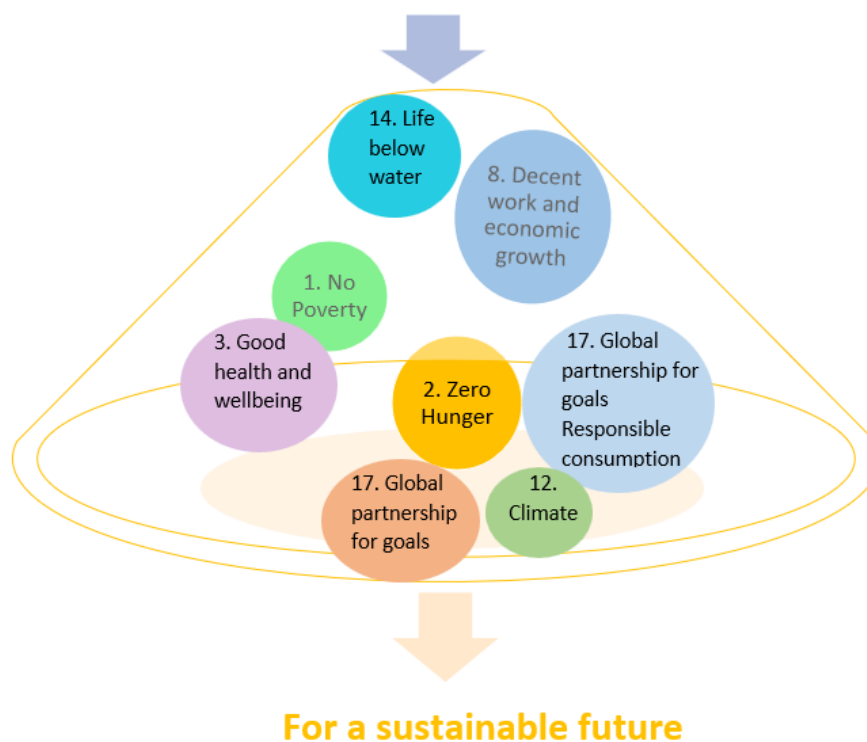 14. Life
below
water
8. Decent
work and
economic
growth
1. No
Poverty
3. Good
health and
wellbeing
2. Zero
Hunger
17. Global
partnership for
goals
Responsible
consumption
17. Global
partnership
for goals
12.
Climate
For a sustainable future